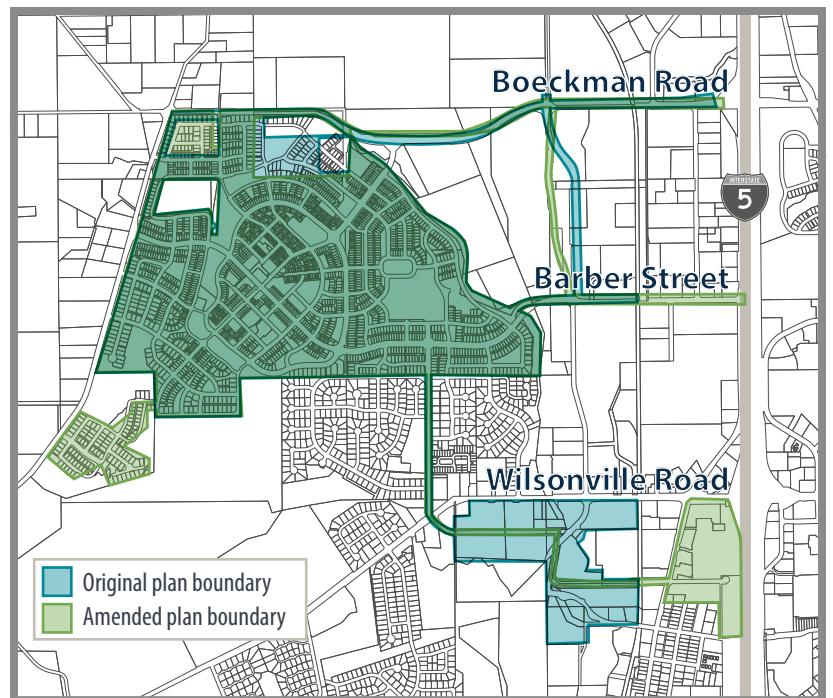 Boeckman Road
INTERSTATE
5
Barber Street
Wilsonville Road
Original plan boundary
Amended plan boundary